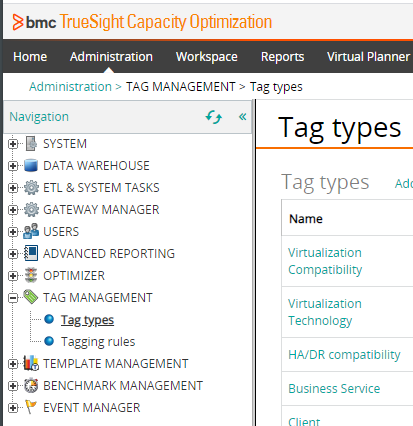 bmc TrueSight Capacity Optimization
Home Administration Workspace Reports Virtual Planner
Administration > TAG MANAGEMENT > Tag types
Navigation «
SYSTEM
DATA WAREHOUSE
ETL & SYSTEM TASKS
GATEWAY MANAGER
USERS
ADVANCED REPORTING
OPTIMIZER
TAG MANAGEMENT
Tag types
Tagging rules
TEMPLATE MANAGEMENT
BENCHMARK MANAGEMENT
EVENT MANAGER
Tag types
Tag types
Name
Virtualization
Compatibility
Virtualization
Technology
HA/DR compatibility
Business Service
Client